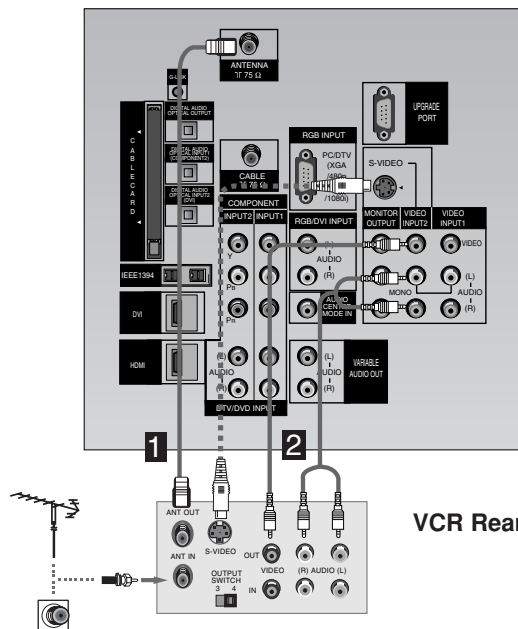 ANTENNA
75 Ω
G-LINK
DIGITAL AUDIO
OPTICAL OUTPUT
DIGITAL AUDIO
OPTICAL INPUT1
(COMPONENT2)
DIGITAL AUDIO
OPTICAL INPUT2
(DVI)
CABLECARD
CABLE
75 Ω
RGB INPUT
PC/DTV
(XGA
/480p
/1080i)
UPGRADE
PORT
S-VIDEO
COMPONENT
INPUT2 INPUT1
RGB/DVI INPUT
MONITOR
OUTPUT
VIDEO
INPUT2
VIDEO
INPUT1
VIDEO
Y
PB
PR
(L)
AUDIO
(R)
MONO
(L)
AUDIO
(R)
IEEE1394
DVI
HDMI
AUDIO
CENTER
MODE IN
(L)
AUDIO
(R)
(L)
AUDIO
(R)
VARIABLE
AUDIO OUT
DTV/DVD INPUT
1
2
ANT OUT
ANT IN
S-VIDEO
OUTPUT
SWITCH
3 4
OUT
VIDEO
IN
(R) AUDIO (L)
VCR Rear